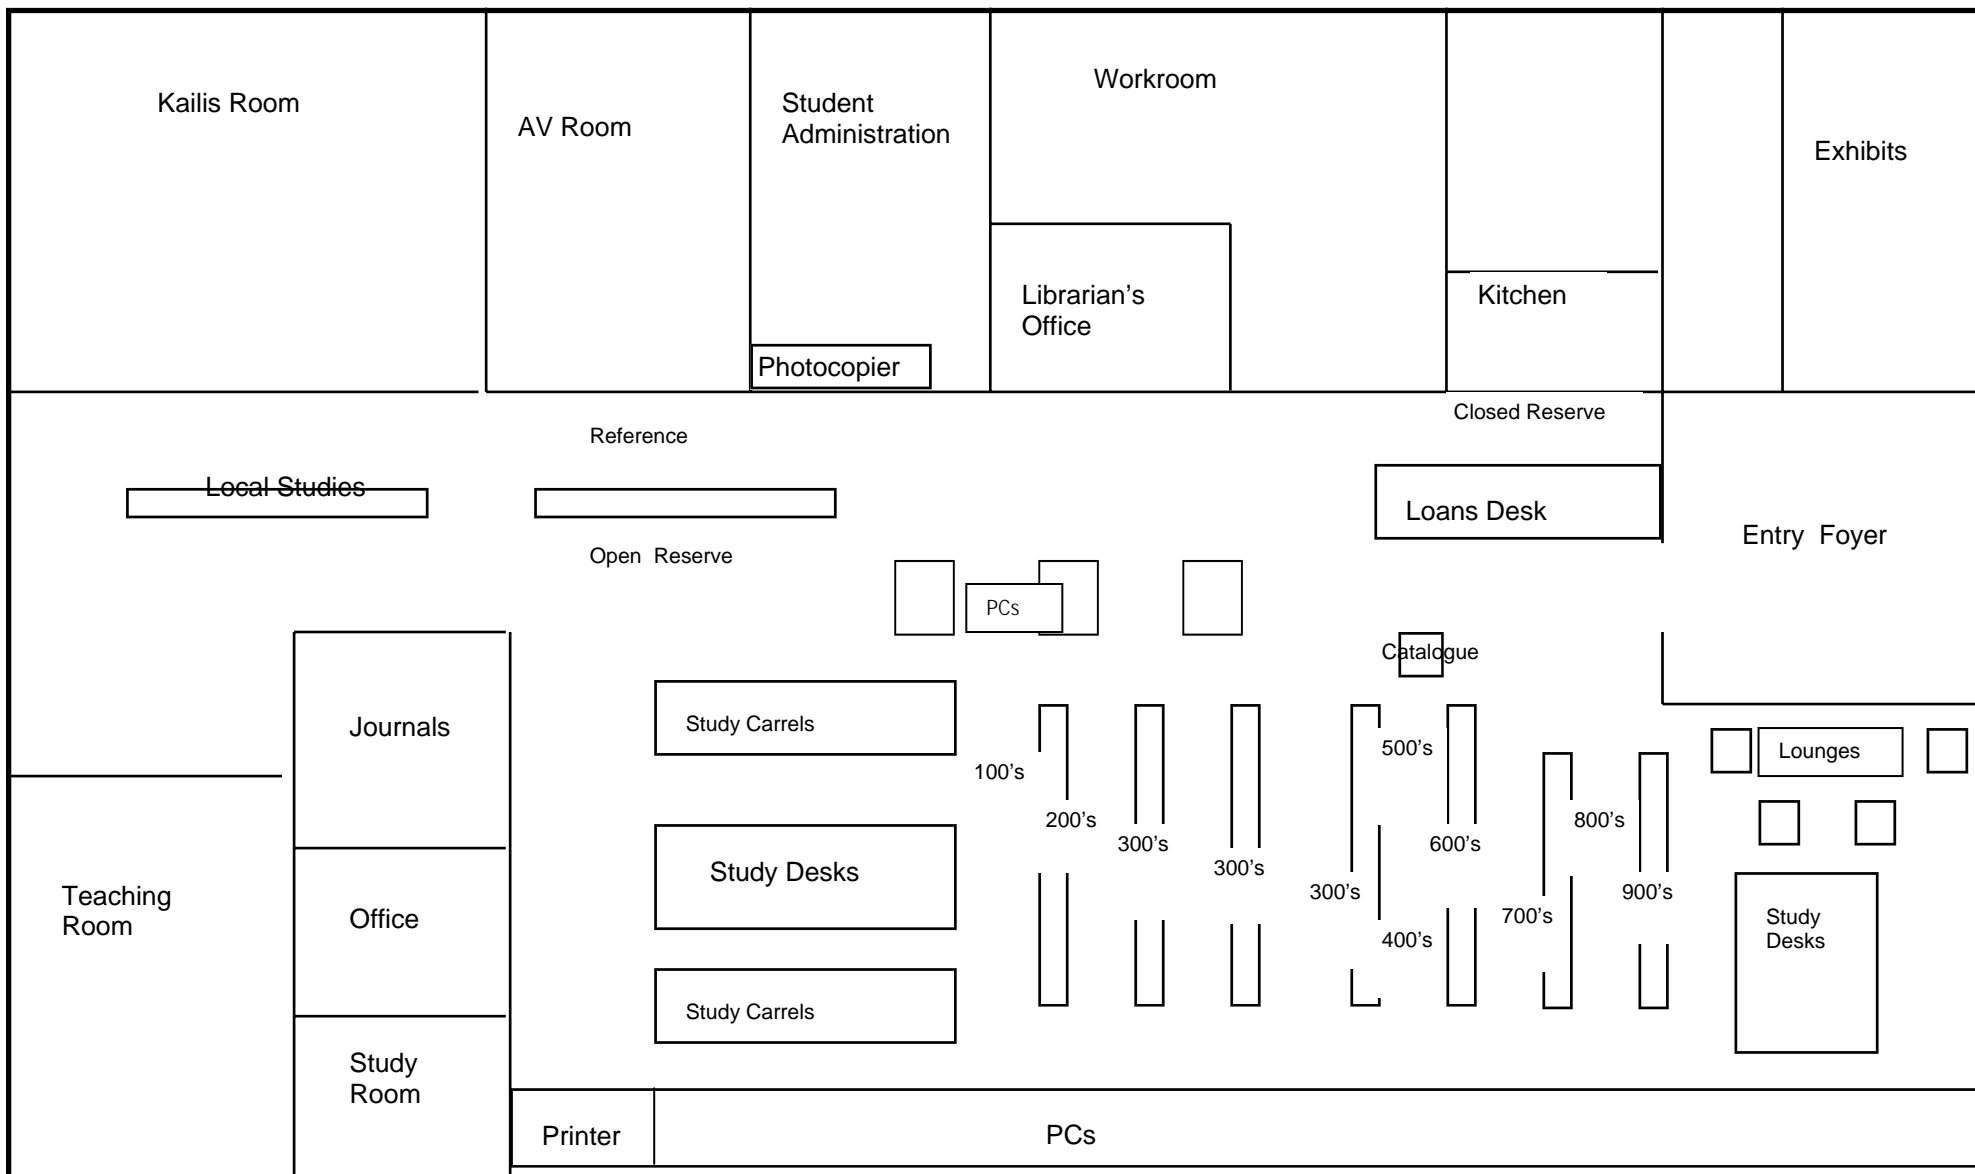 Kailis Room
AV Room
Student
Administration
Workroom
Exhibits
Librarian’s
Office
Kitchen
Photocopier
Closed Reserve
Reference
Local Studies
Loans Desk
Entry  Foyer
Open  Reserve
PCs
Catalogue
Journals
Study Carrels
100’s
200’s
300’s
300’s
300’s
500’s
400’s
600’s
700’s
800’s
900’s
Lounges
Study Desks
Study
Desks
Teaching
Room
Office
Study Carrels
Study
Room
Printer
PCs